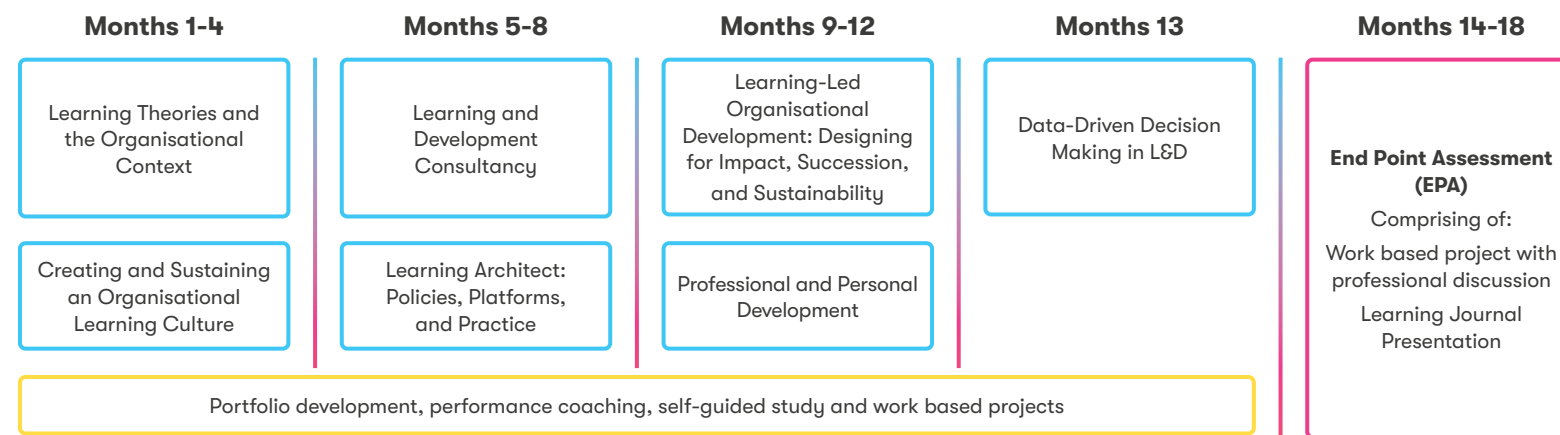 Months 1-4
Months 5-8
Months 9-12
Months 13
Months 14-18
Learning Theories and
the Organisational
Context
Learning and
Development
Consultancy
Learning-Led
Organisational
Development: Designing
for Impact, Succession,
and Sustainability
Data-Driven Decision
Making in L&D
Creating and Sustaining
an Organisational
Learning Culture
Learning Architect:
Policies, Platforms,
and Practice
Professional and Personal
Development
End Point Assessment
(EPA)
Comprising of:
Work based project with
professional discussion
Learning Journal
Presentation
Portfolio development, performance coaching, self-guided study and work based projects